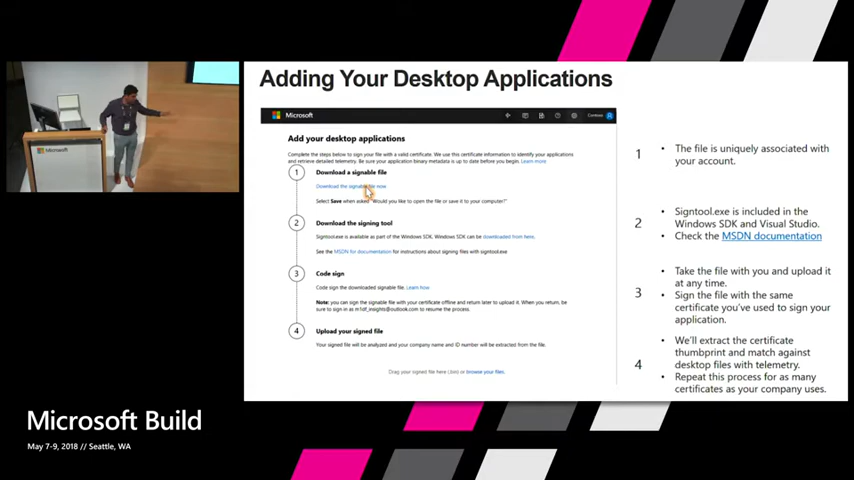 Adding Your Desktop Applications
Microsoft
Contoso
Add your desktop applications
Complete the steps below to sign your file with a valid certificate. We use this certificate information to identify your applications
and retrieve detailed telemetry. Be sure your application binary metadata is up to date before you begin. Learn more
1
Download a signable file
Download the signable file now.
Select Save when asked "Would you like to open the file or save it to your computer?"
2
Download the signing tool
Signtool.exe is available as part of the Windows SDK. Windows SDK can be downloaded from here.
See the MSDN for documentation for instructions about signing files with signtool.exe
3
Code sign
Code sign the downloaded signable file. Learn how
Note: you can sign the signable file with your certificate offline and return later to upload it. When you return, be
sure to sign in as m1df_insights@outlook.com to resume the process.
4
Upload your signed file
Your signed file will be analyzed and your company name and ID number will be extracted from the file.
Drag your signed file here (.bin) or browse your files.
1
• The file is uniquely associated with
your account.
2
• Signtool.exe is included in the
Windows SDK and Visual Studio.
• Check the MSDN documentation
3
• Take the file with you and upload it
at any time.
• Sign the file with the same
certificate you've used to sign your
application.
4
• We'll extract the certificate
thumbprint and match against
desktop files with telemetry.
• Repeat this process for as many
certificates as your company uses.
Microsoft
Microsoft Build
May 7-9, 2018 // Seattle, WA